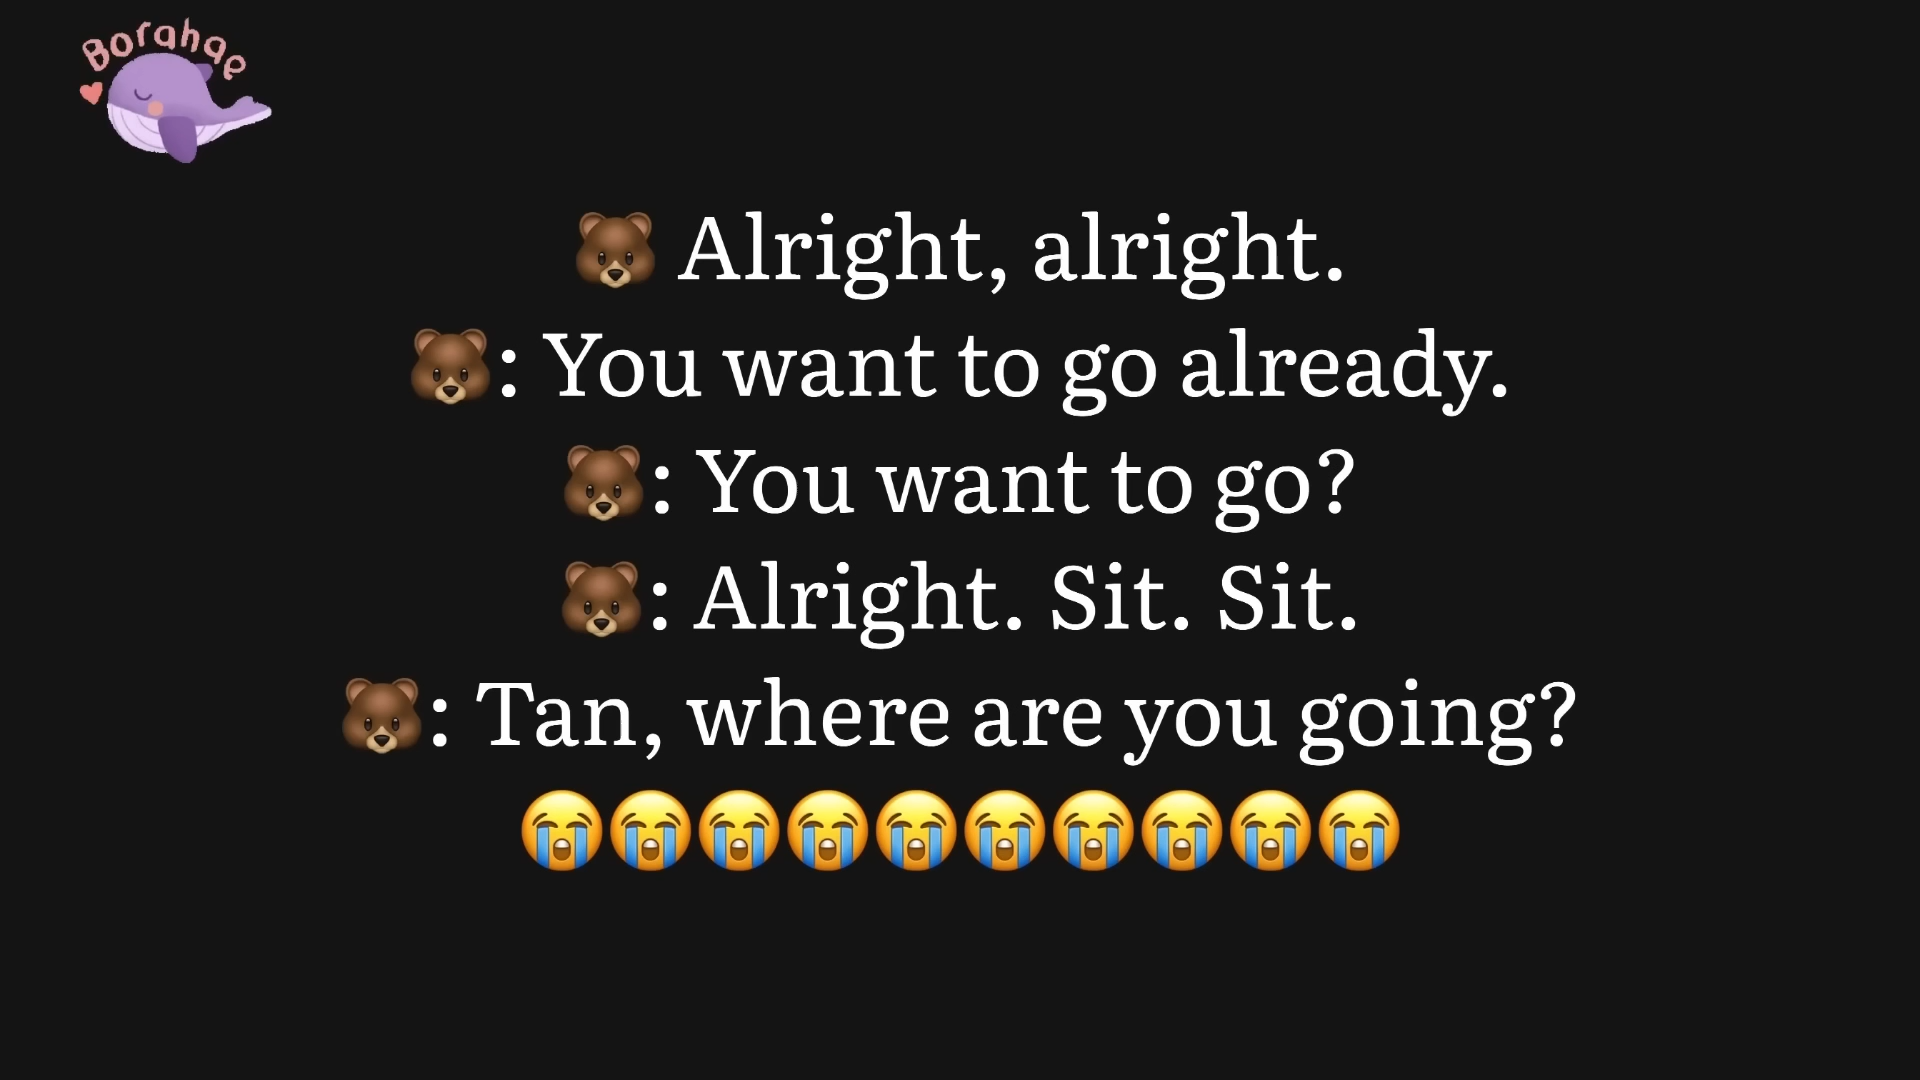 Borahae
🐻 Alright, alright.
🐻: You want to go already.
🐻: You want to go?
🐻: Alright. Sit. Sit.
🐻: Tan, where are you going?
😭😭😭😭😭😭😭😭😭😭